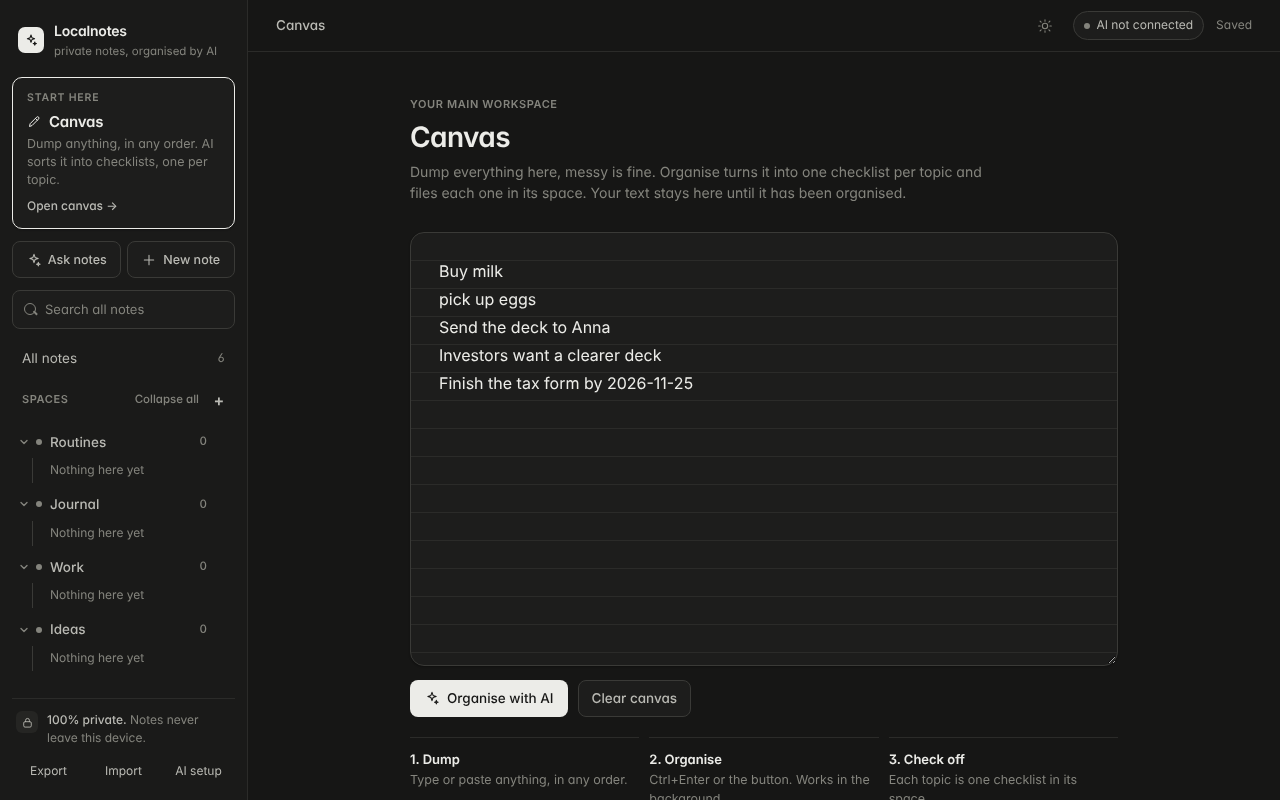 Localnotes
private notes, organised by AI
START HERE
Canvas
Dump anything, in any order. AI
sorts it into checklists, one per
topic.
Open canvas →
Ask notes
New note
Search all notes
All notes 6
SPACES Collapse all +
Routines 0
Nothing here yet
Journal 0
Nothing here yet
Work 0
Nothing here yet
Ideas 0
Nothing here yet
100% private. Notes never
leave this device.
Export Import AI setup
Canvas
AI not connected
Saved
YOUR MAIN WORKSPACE
Canvas
Dump everything here, messy is fine. Organise turns it into one checklist per topic and
files each one in its space. Your text stays here until it has been organised.
Buy milk
pick up eggs
Send the deck to Anna
Investors want a clearer deck
Finish the tax form by 2026-11-25
Organise with AI
Clear canvas
1. Dump
Type or paste anything, in any order.
2. Organise
Ctrl+Enter or the button. Works in the
background.
3. Check off
Each topic is one checklist in its
space.